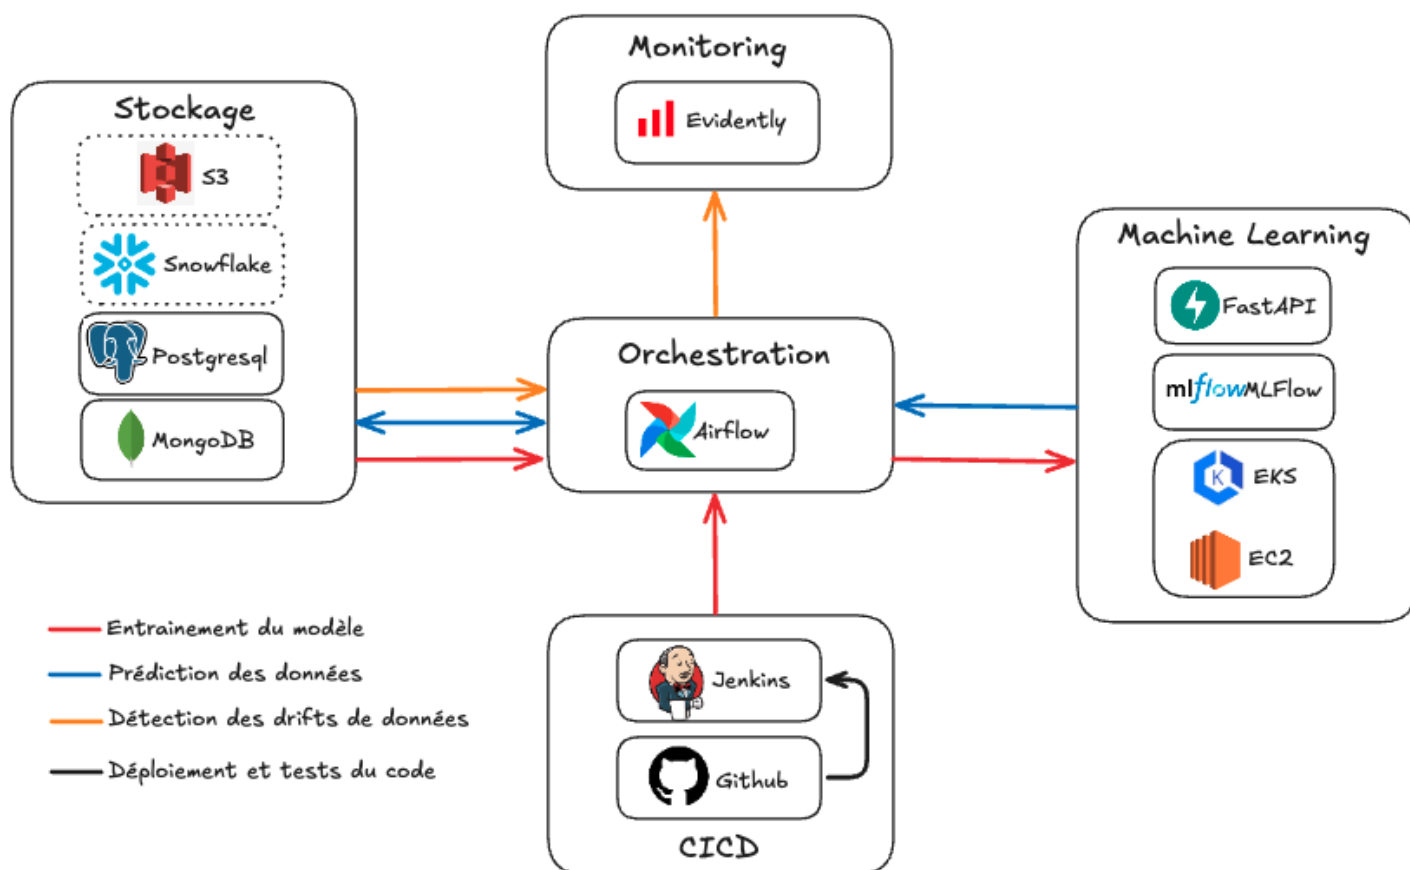 Monitoring
Evidently
Stockage
S3
Snowflake
Postgresql
MongoDB
Orchestration
Airflow
Machine Learning
FastAPI
mlflow MLFlow
K
EKS
EC2
Entrainement du modèle
Prédiction des données
Détection des drifts de données
Déploiement et tests du code
Jenkins
Github
CICD